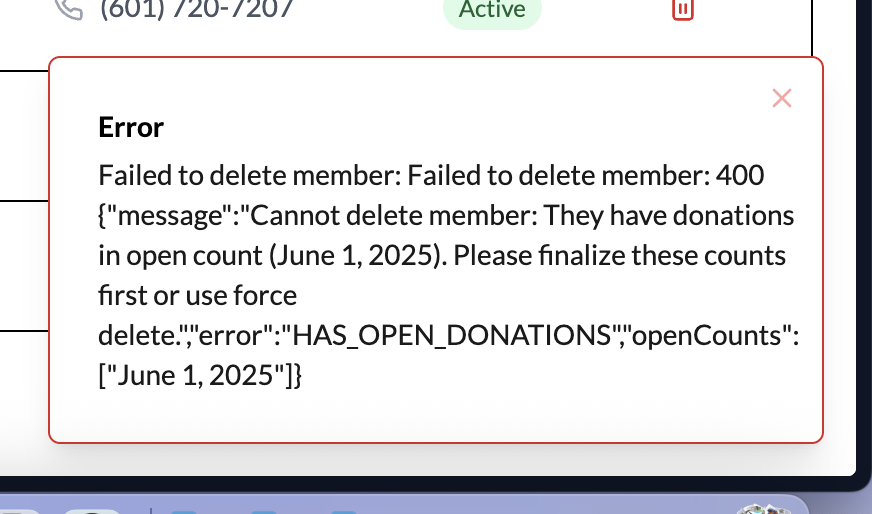 (601) 720-7207
Active
Error
Failed to delete member: Failed to delete member: 400
{"message":"Cannot delete member: They have donations
in open count (June 1, 2025). Please finalize these counts
first or use force
delete.","error":"HAS_OPEN_DONATIONS","openCounts":
["June 1, 2025"]}